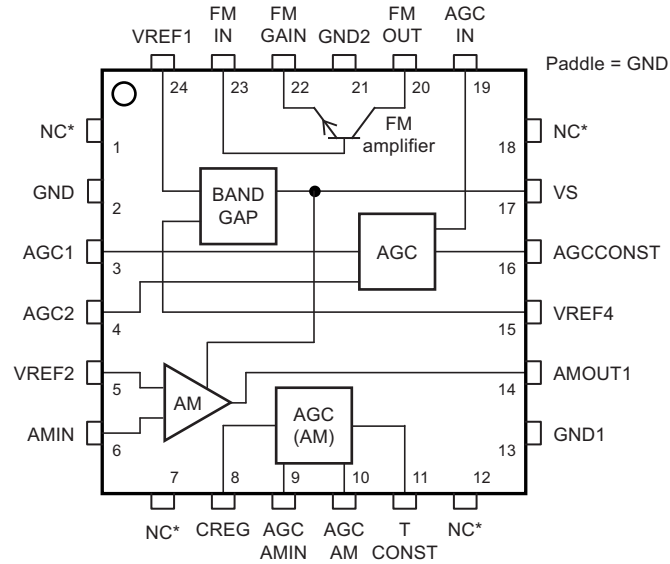 FM IN
FM GAIN
GND2
FM OUT
AGC IN
VREF1
Paddle = GND
24
23
22
21
20
19
FM amplifier
NC*
1
18
NC*
GND
2
BAND GAP
17
VS
AGC1
3
AGC
16
AGCCONST
AGC2
4
15
VREF4
VREF2
5
AM
14
AMOUT1
AMIN
6
AGC (AM)
13
GND1
7
8
9
10
11
12
NC*
CREG
AGC AMIN
AGC AM
T CONST
NC*